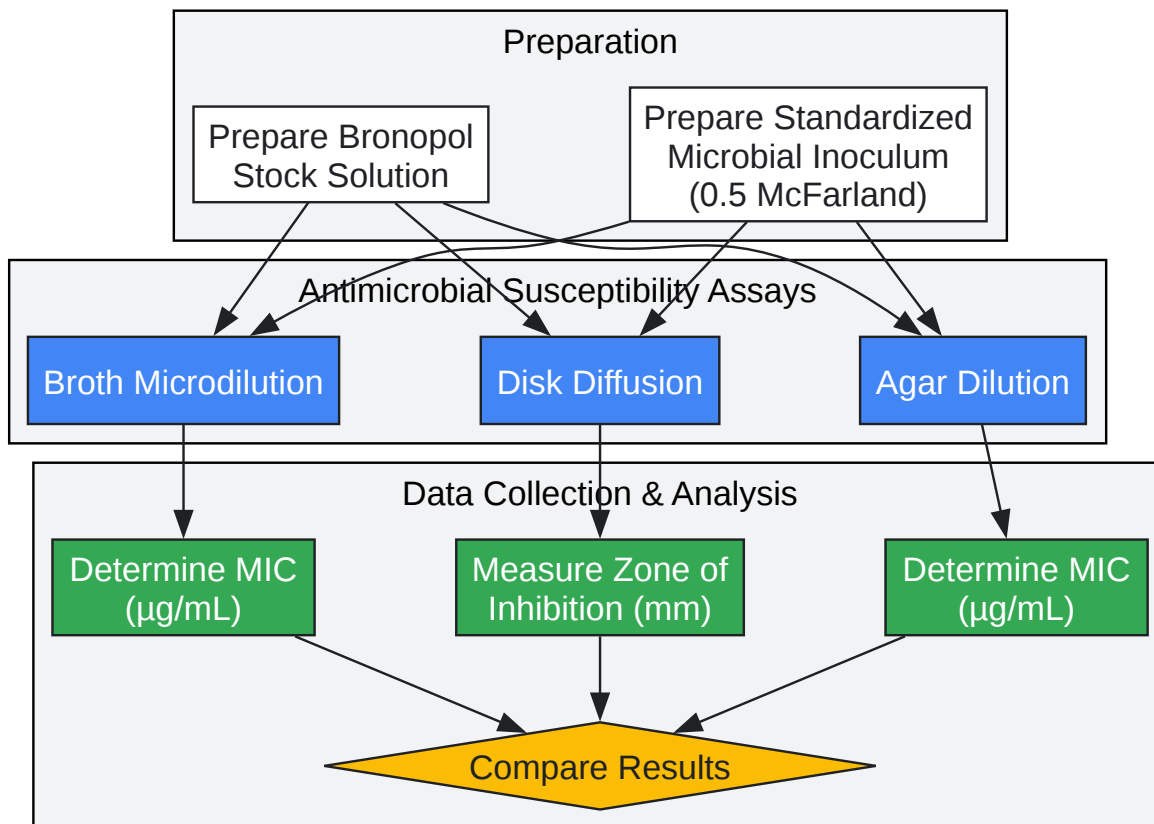 Preparation
Prepare Bronopol
Stock Solution
Prepare Standardized
Microbial Inoculum
(0.5 McFarland)
Antimicrobial Susceptibility Assays
Broth Microdilution
Disk Diffusion
Agar Dilution
Data Collection & Analysis
Determine MIC
(µg/mL)
Measure Zone of
Inhibition (mm)
Determine MIC
(µg/mL)
Compare Results